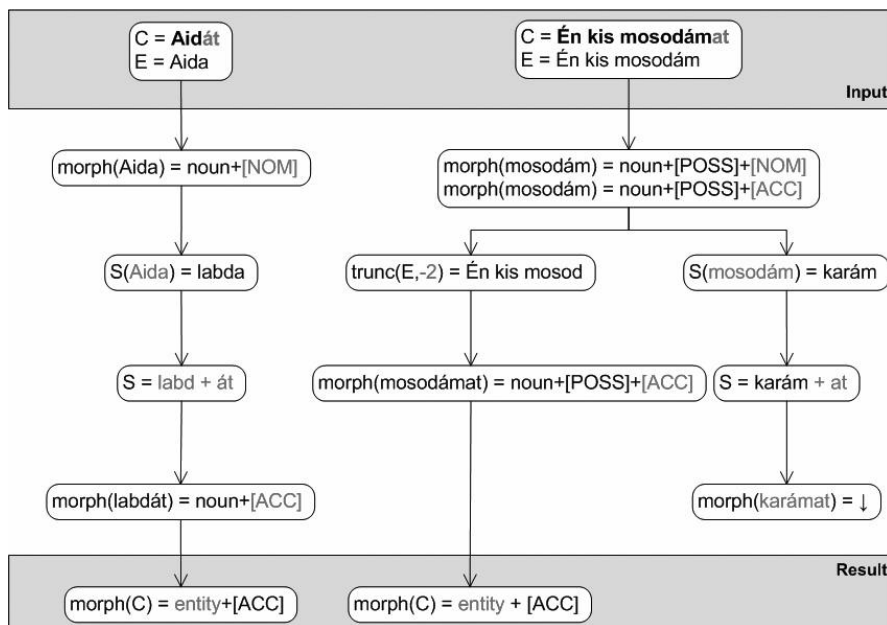 C = Aidát
E = Aida
C = Én kis mosodámat
E = Én kis mosodám
Input
morph(Aida) = noun+[NOM]
morph(mosodám) = noun+[POSS]+[NOM]
morph(mosodám) = noun+[POSS]+[ACC]
S(Aida) = labda
trunc(E,-2) = Én kis mosod
S(mosodám) = karám
S = labd + át
morph(mosodámat) = noun+[POSS]+[ACC]
S = karám + at
morph(labdát) = noun+[ACC]
morph(karámat) = ↓
Result
morph(C) = entity+[ACC]
morph(C) = entity + [ACC]